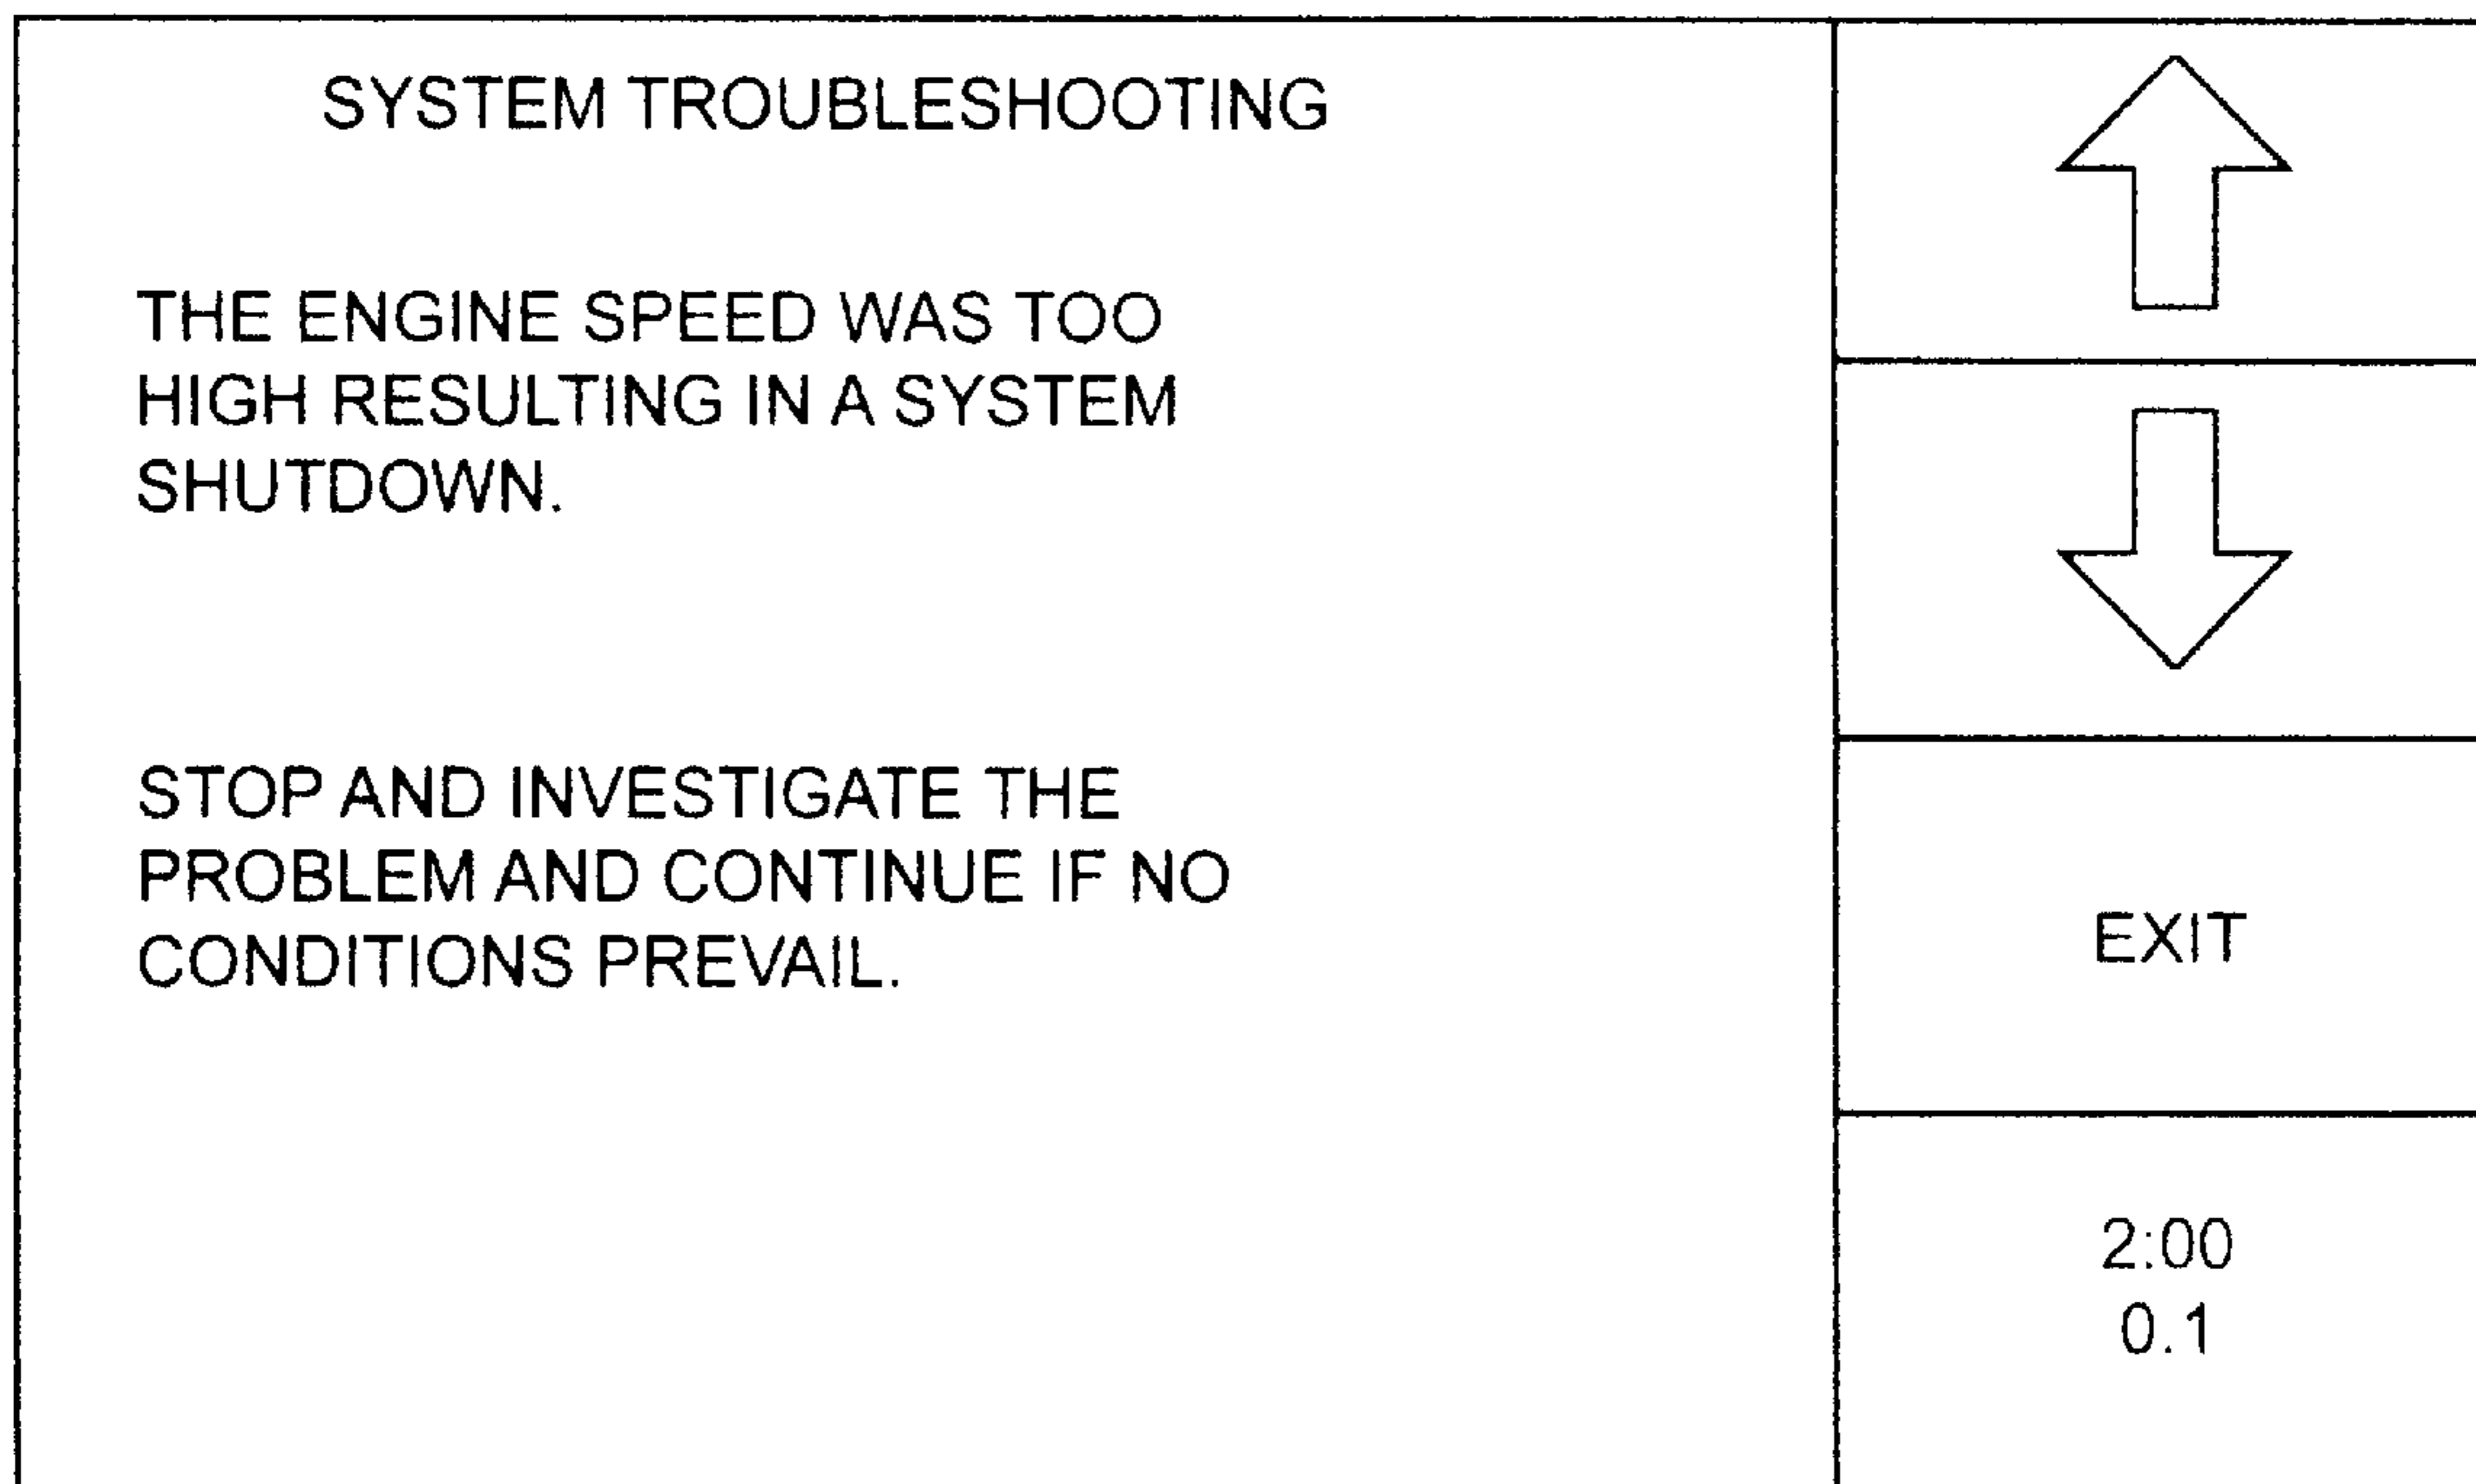 SYSTEM TROUBLESHOOTING
THE ENGINE SPEED WAS TOO
HIGH RESULTING IN A SYSTEM
SHUTDOWN.
STOP AND INVESTIGATE THE
PROBLEM AND CONTINUE IF NO
CONDITIONS PREVAIL.
EXIT
2:00
0.1